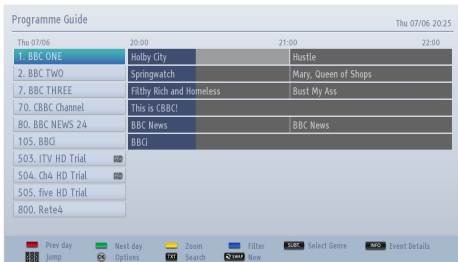 Programme Guide
Thu 07/06 20:25
Thu 07/06 20:00 21:00 22:00
1. BBC ONE Holby City Hustle
2. BBC TWO Springwatch Mary, Queen of Shops
7. BBC THREE Filthy Rich and Homeless Bust My Ass
70. CBBC Channel This is CBBC!
80. BBC NEWS 24 BBC News BBC News
105. BBCi BBCi
503. ITV HD Trial
504. Ch4 HD Trial
505. five HD Trial
800. Rete4
Prev day Next day Zoom Filter SUBT. Select Genre INFO Event Details
Jump OK Options TXT Search SWAP Now